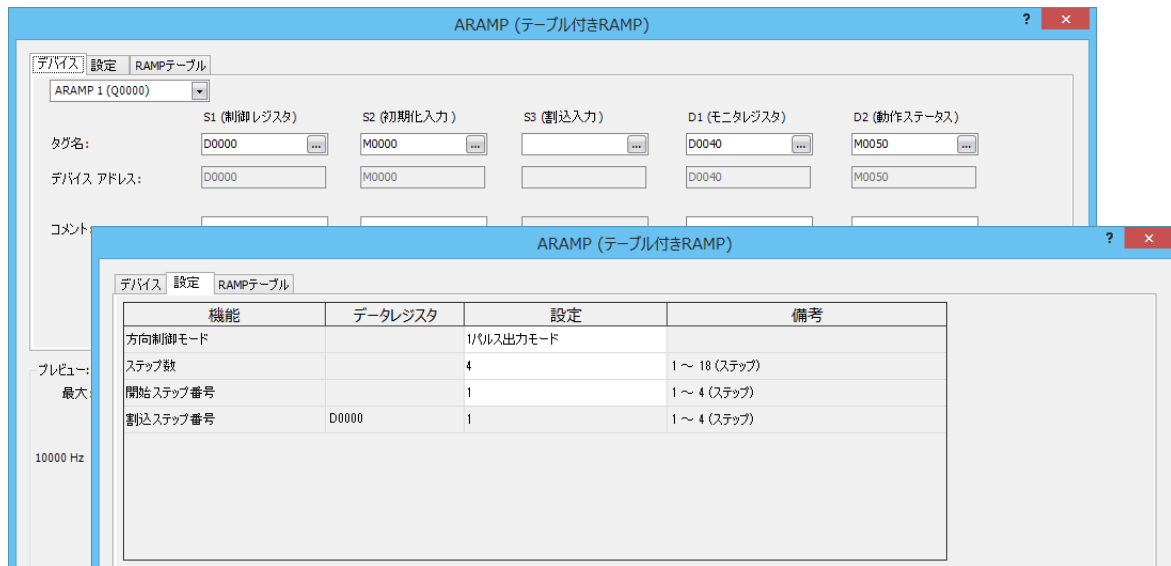 ARAMP (テーブル付きRAMP)
? ×
デバイス 設定 RAMPテーブル
ARAMP 1 (Q0000)
S1 (制御レジスタ) S2 (初期化入力) S3 (割込入力) D1 (モニタレジスタ) D2 (動作ステータス)
タグ名: D0000 ... M0000 ... ... D0040 ... M0050 ...
デバイス アドレス: D0000 M0000 D0040 M0050
コメント:
ARAMP (テーブル付きRAMP)
? ×
デバイス 設定 RAMPテーブル
機能 データレジスタ 設定 備考
方向制御モード 1パルス出力モード
ステップ数 4 1 ~ 18 (ステップ)
開始ステップ番号 1 1 ~ 4 (ステップ)
割込ステップ番号 D0000 1 1 ~ 4 (ステップ)
プレビュー:
最大:
10000 Hz